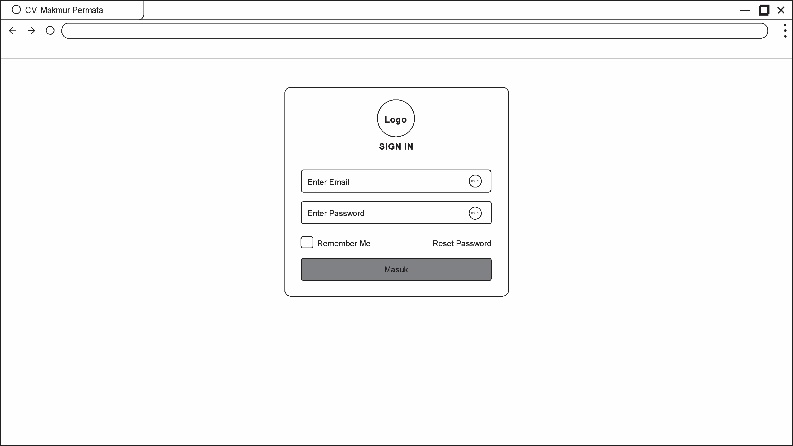 CV. Makmur Permata
Logo
SIGN IN
Enter Email
Enter Password
Remember Me
Reset Password
Masuk